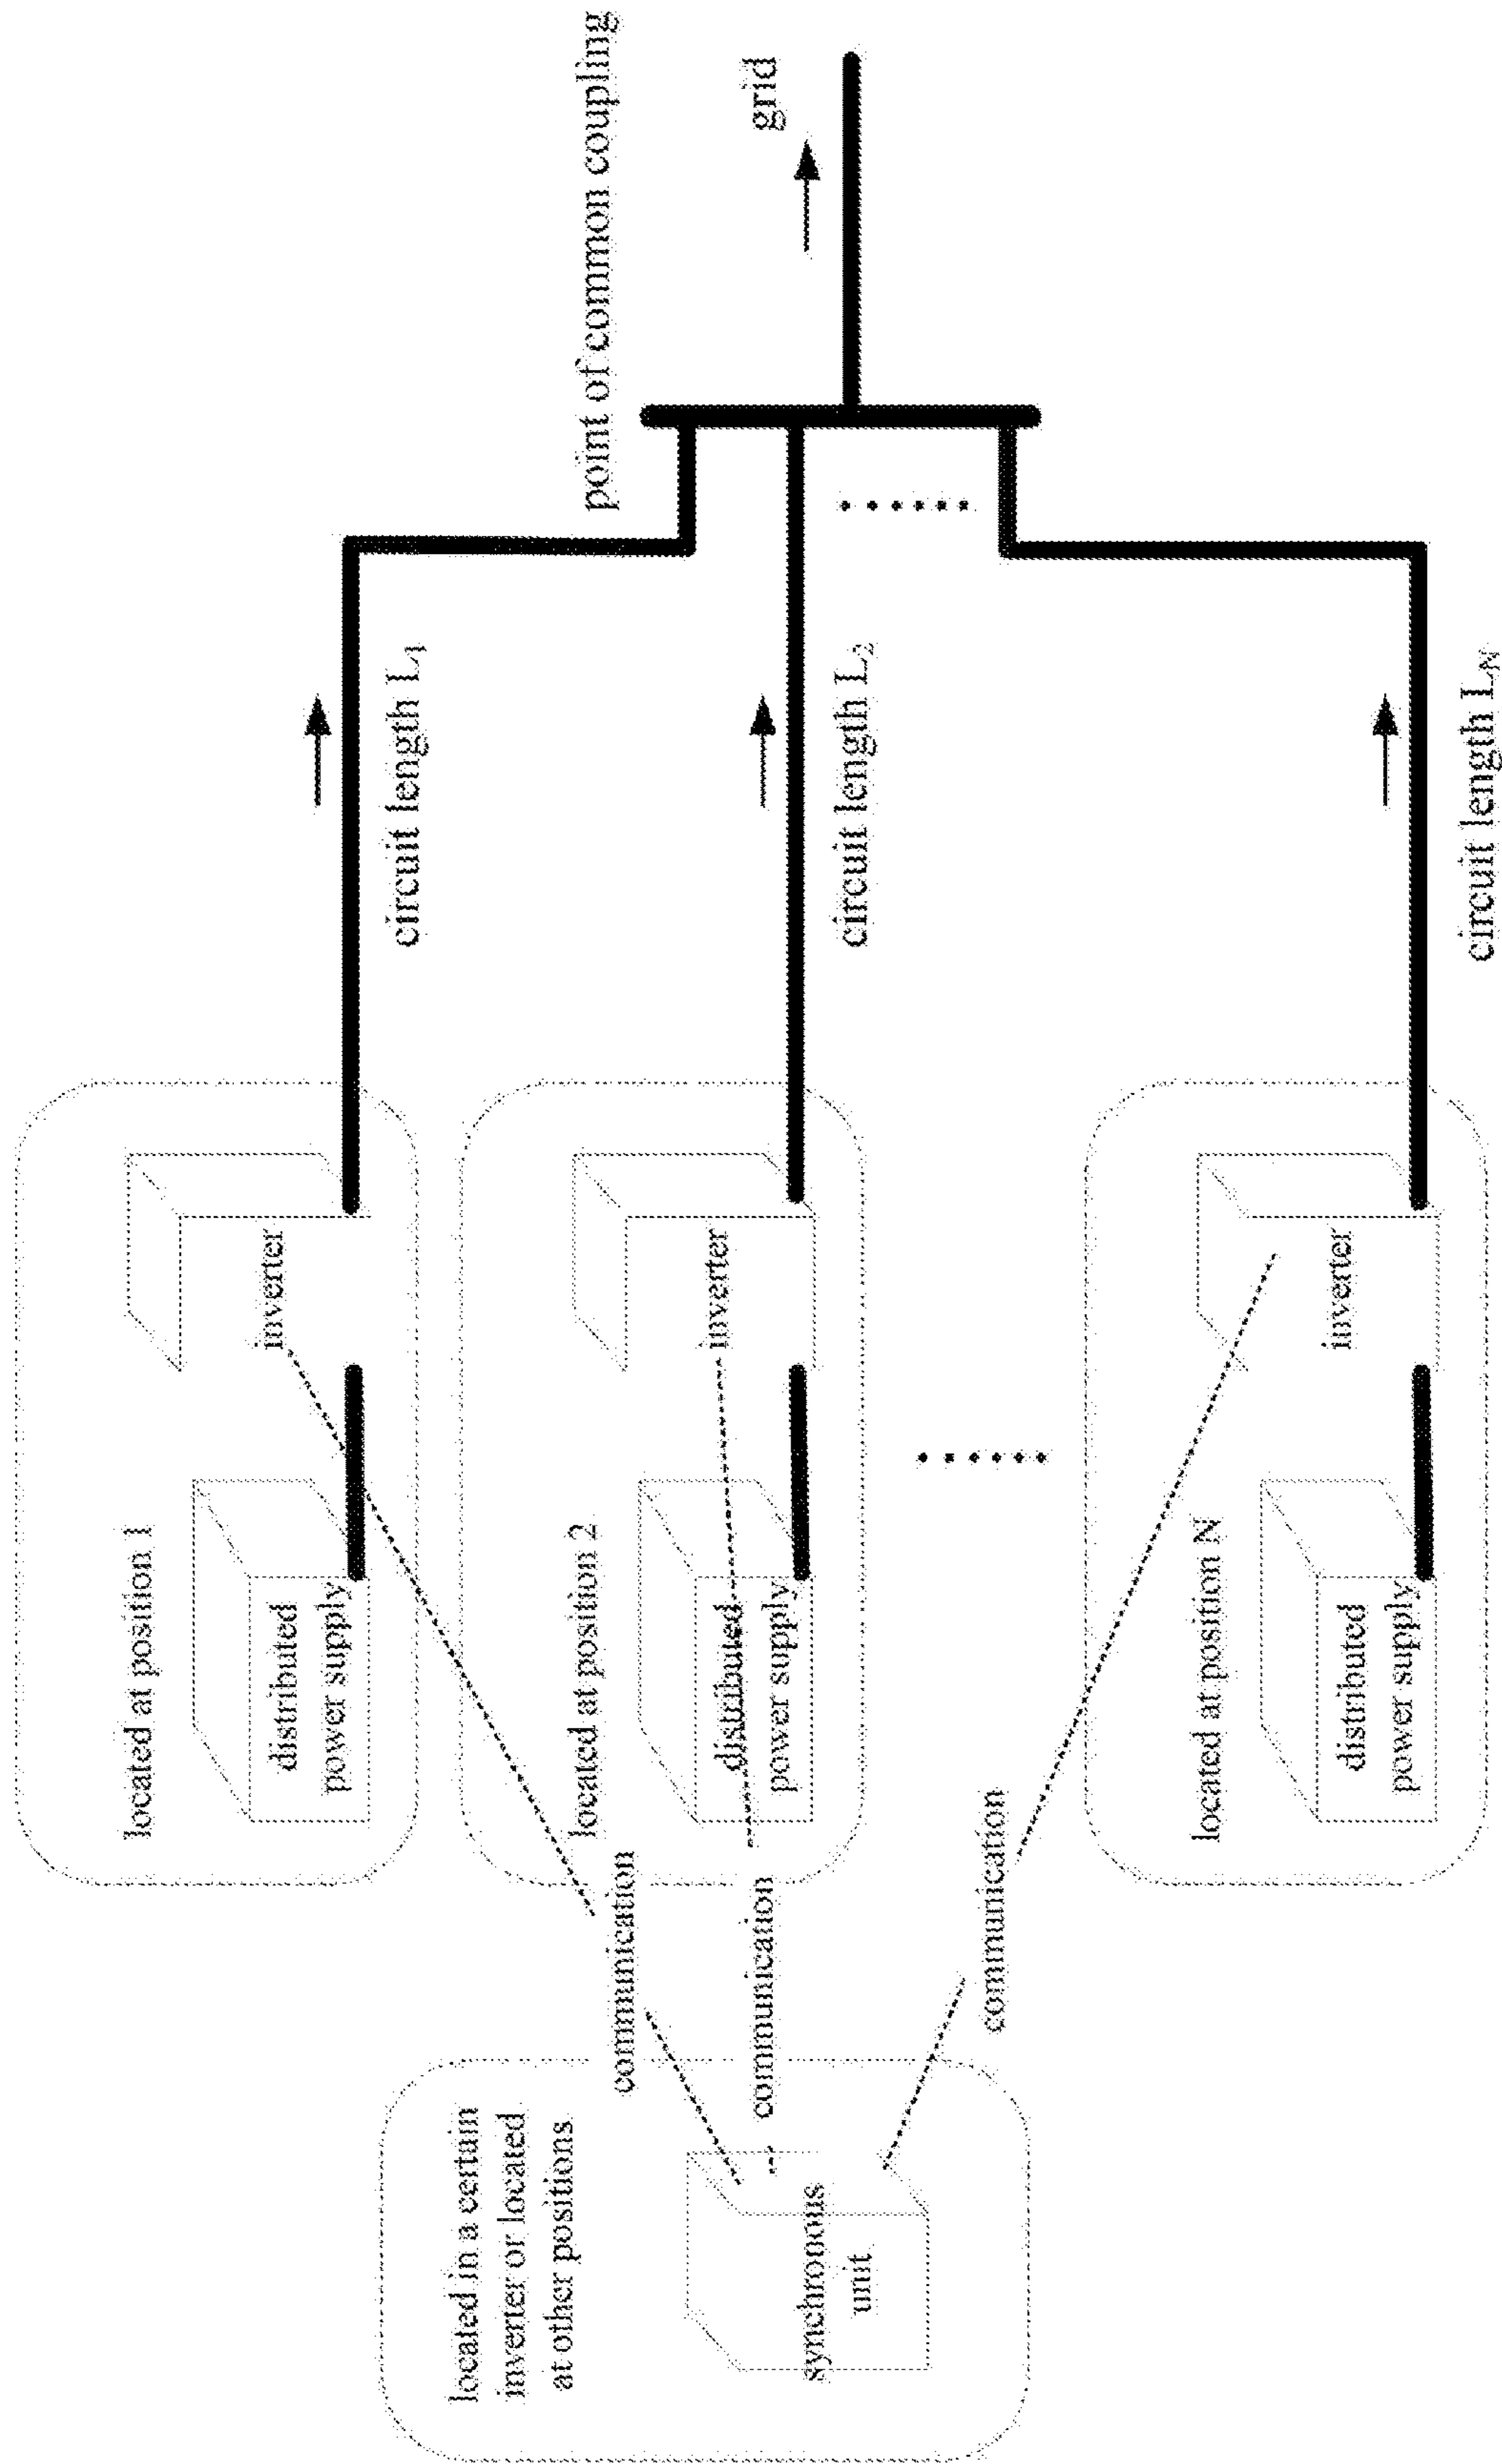 located at position 1
distributed
power supply
inverter
circuit length L₁
point of common coupling
grid
located at position 2
distributed
power supply
inverter
circuit length L₂
located in a certain
inverter or located
at other positions
synchronous
unit
communication
communication
communication
located at position N
distributed
power supply
inverter
circuit length L_N